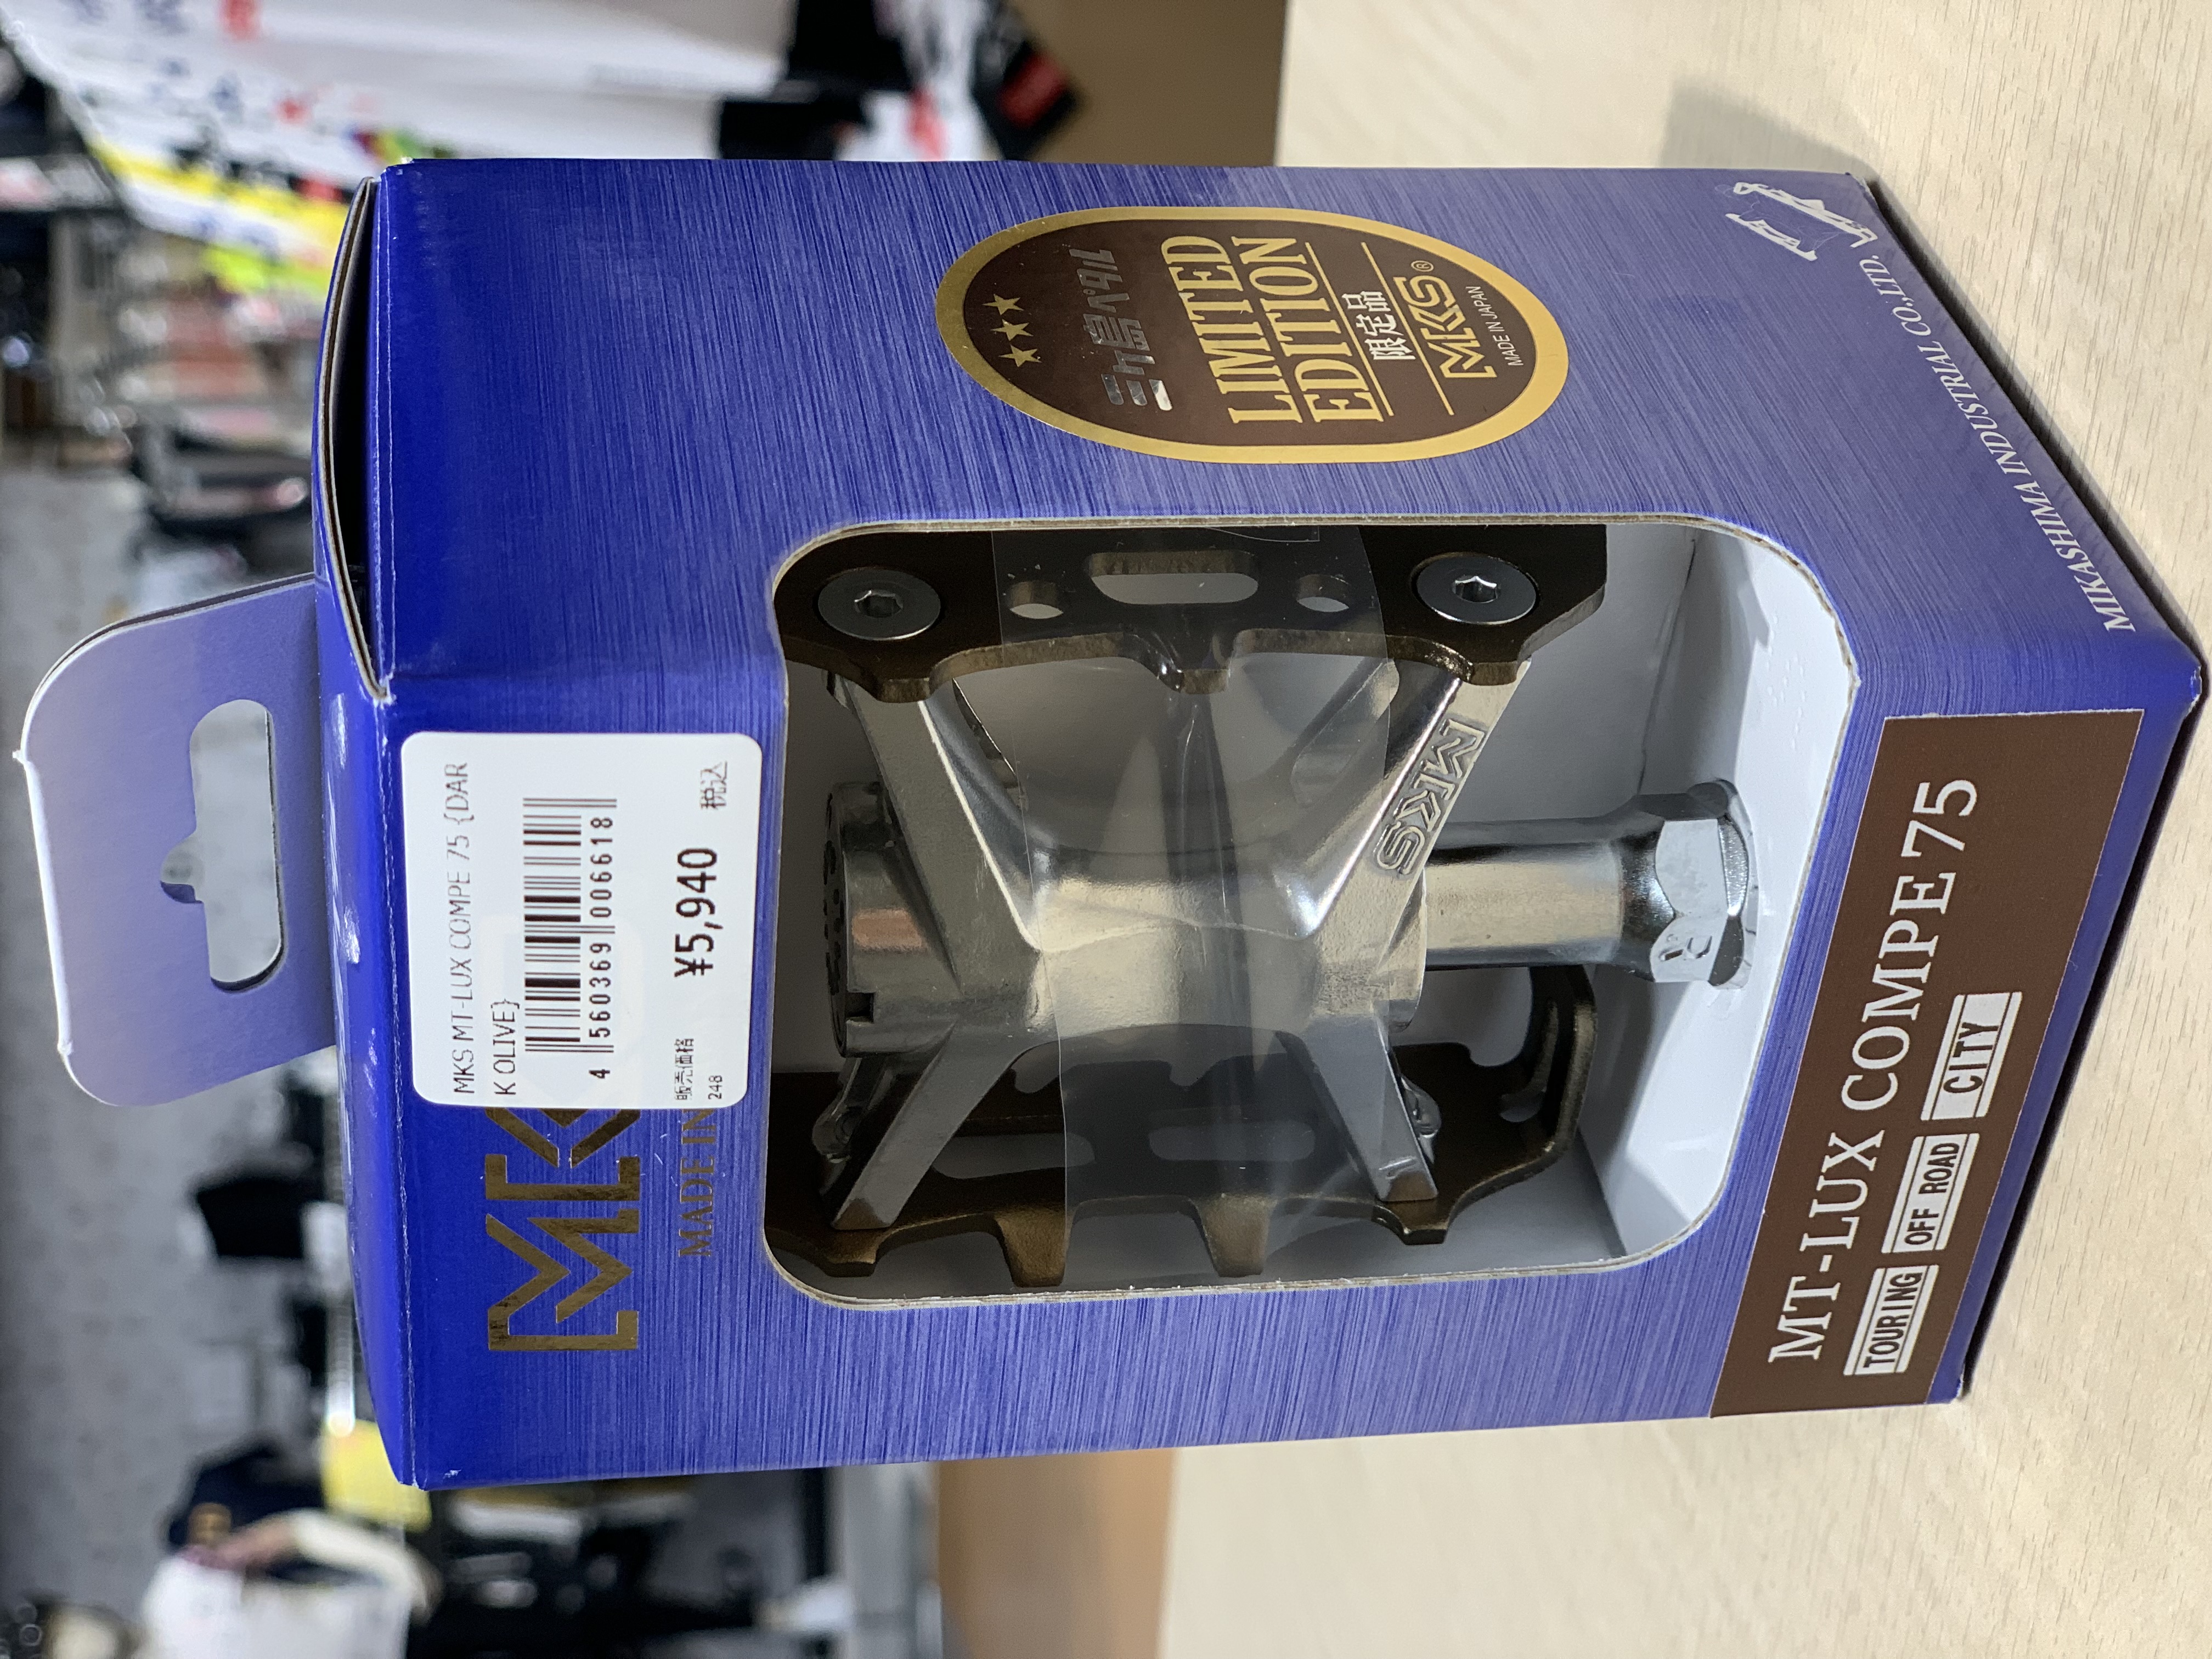 MKS MT-LUX COMPE 75 {DAR
K OLIVE}
4 560369 006618
販売価格 ¥5,940 税込
248
MADE IN
三ヶ島ペダル
LIMITED
EDITION
限定品
MKS®
MADE IN JAPAN
MKS
R
MT-LUX COMPE 75
TOURING OFF ROAD CITY
MIKASHIMA INDUSTRIAL CO.,LTD.